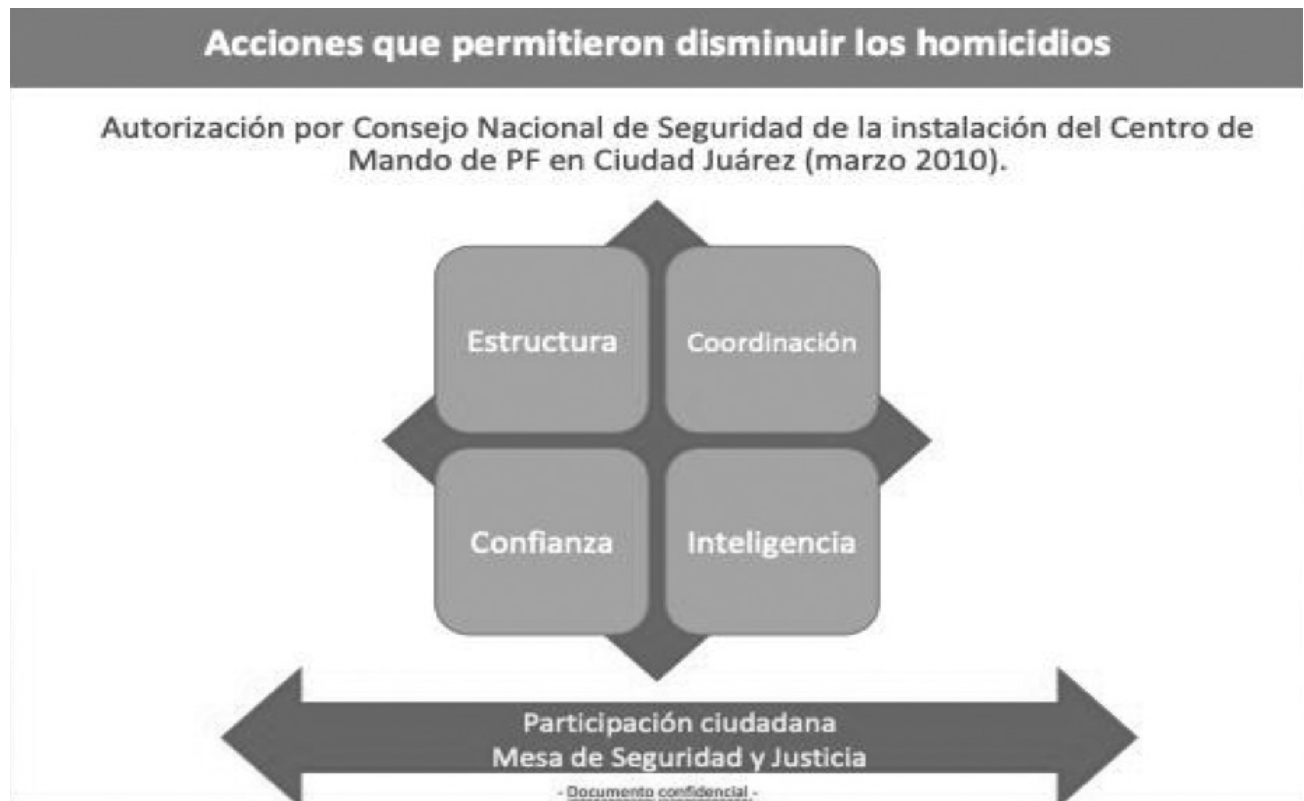 Acciones que permitieron disminuir los homicidios
Autorización por Consejo Nacional de Seguridad de la instalación del Centro de
Mando de PF en Ciudad Juárez (marzo 2010).
Estructura
Coordinación
Confianza
Inteligencia
Participación ciudadana
Mesa de Seguridad y Justicia
- Documento confidencial -